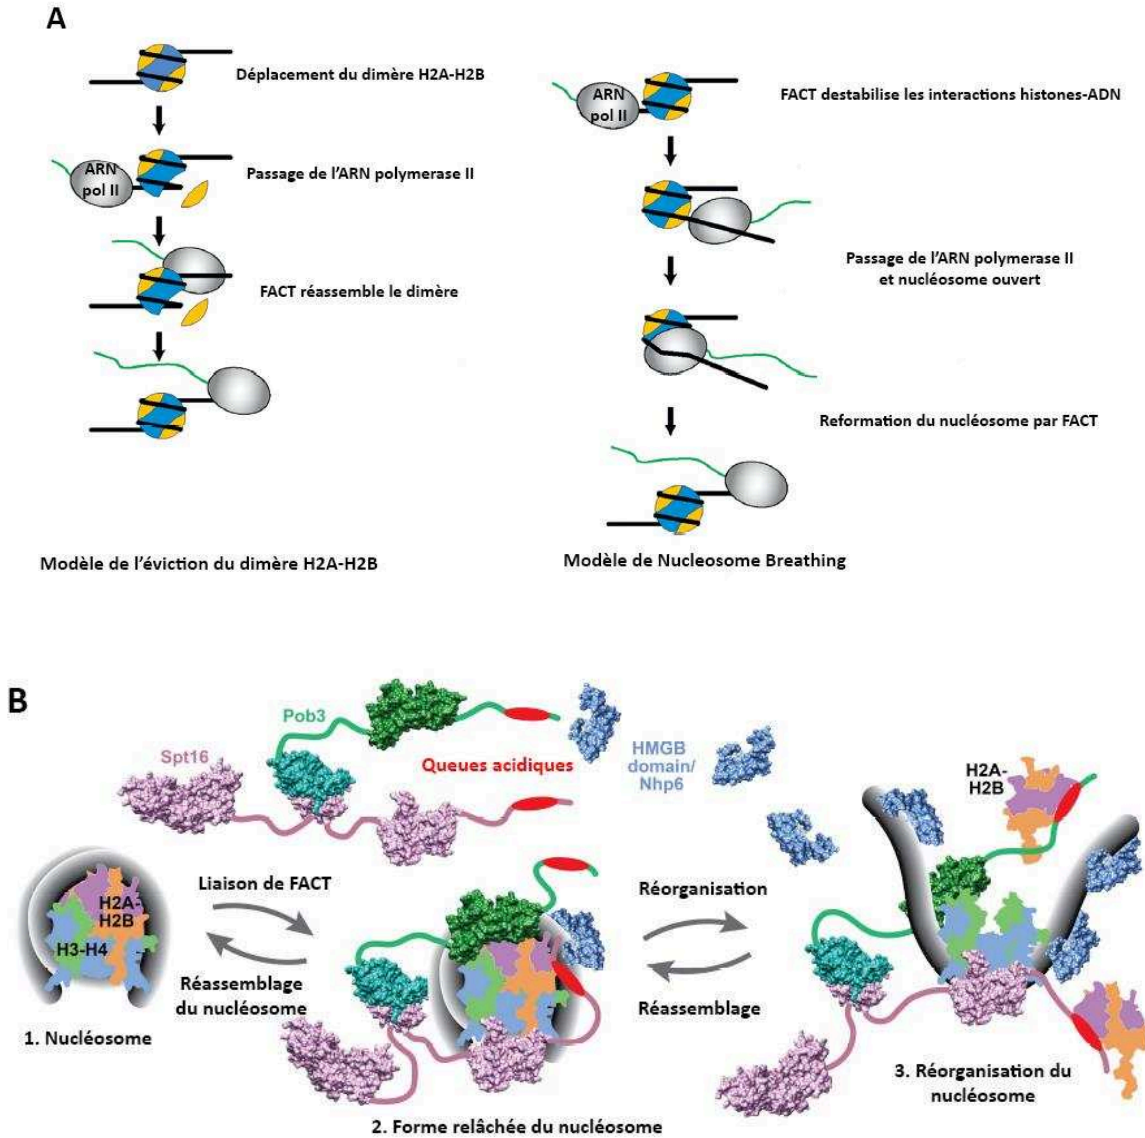 A
Déplacement du dimère H2A-H2B
ARN
pol II
Passage de l'ARN polymerase II
FACT réassemble le dimère
Modèle de l'éviction du dimère H2A-H2B
ARN
pol II
FACT destabilise les interactions histones-ADN
Passage de l'ARN polymerase II
et nucléosome ouvert
Reformation du nucléosome par FACT
Modèle de Nucleosome Breathing
B
Pob3
Spt16
Queues acidiques
HMGB
domain/
Nhp6
H2A-
H2B
H3-H4
1. Nucléosome
Liaison de FACT
Réassemblage
du nucléosome
2. Forme relâchée du nucléosome
Réorganisation
Réassemblage
H2A-
H2B
3. Réorganisation du
nucléosome